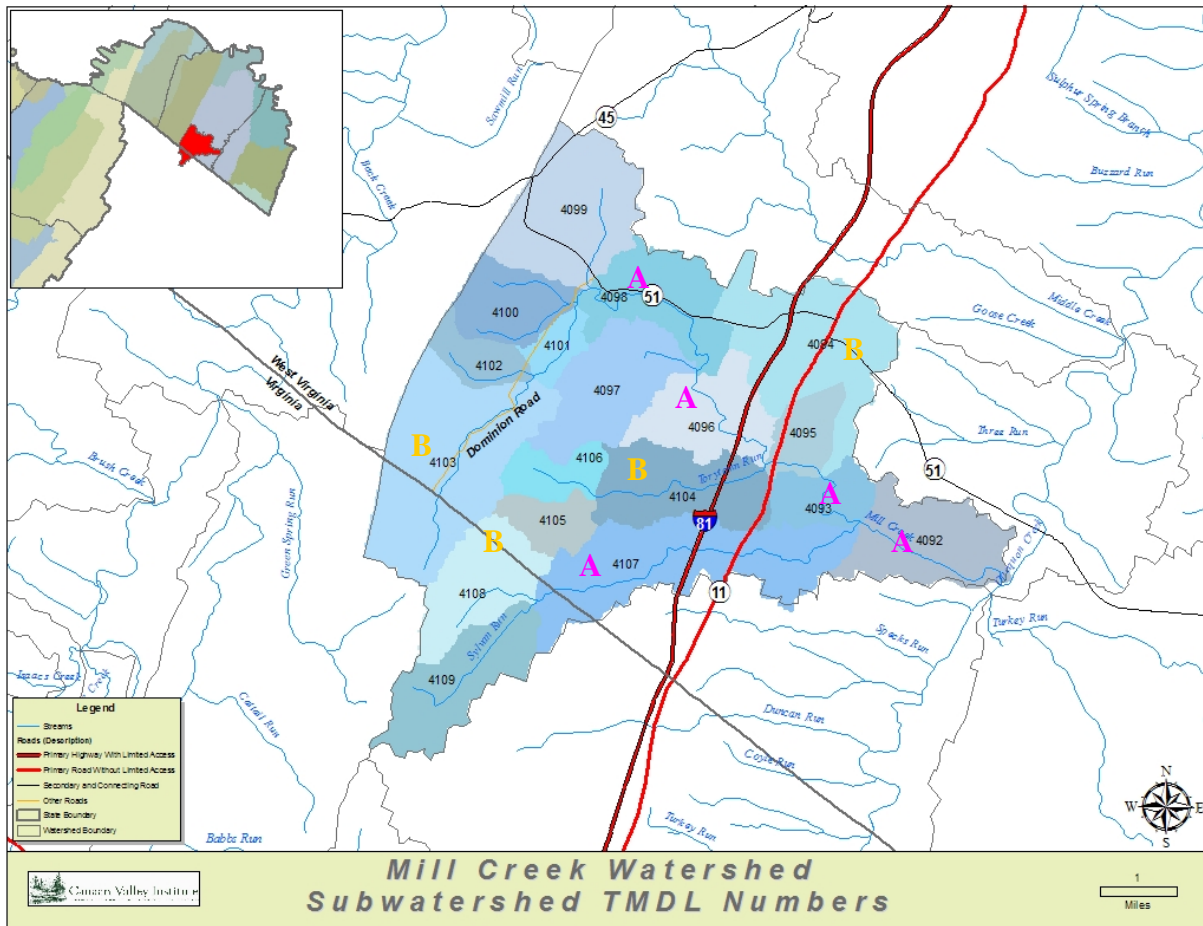 Sawmill Run
Sulphur Spring Branch
45
Back Creek
Buzzard Run
4099
A
4098
51
Middle Creek
Goose Creek
4100
4101
4084
B
4102
West Virginia
Virginia
4097
A
Dominion Road
4096
4095
Three Run
B
4103
4106
B
51
Brush Creek
Green Spring Run
Torytown Run
4104
A
4093
4105
81
Mill Creek
A
4092
Opequon Creek
B
A
4107
4108
11
Sylvan Run
Specks Run
Turkey Run
4109
Isaacs Creek
Creek
Catail Run
Duncan Run
Coyle Run
Turkey Run
Babbs Run
Legend
Streams
Roads (Description)
Primary Highway With Limited Access
Primary Road Without Limited Access
Secondary and Connecting Road
Other Roads
State Boundary
Watershed Boundary
N
W E
S
Canaan Valley Institute
Mill Creek Watershed
Subwatershed TMDL Numbers
1
Miles